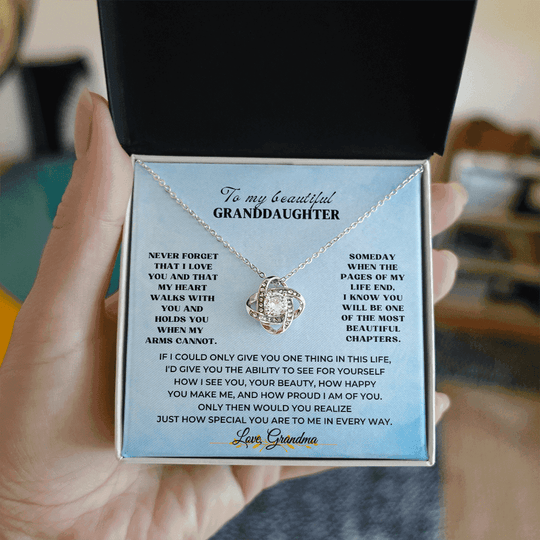 To my beautiful
GRANDDAUGHTER
NEVER FORGET
THAT I LOVE
YOU AND THAT
MY HEART
WALKS WITH
YOU AND
HOLDS YOU
WHEN MY
ARMS CANNOT.
SOMEDAY
WHEN THE
PAGES OF MY
LIFE END.
I KNOW YOU
WILL BE ONE
OF THE MOST
BEAUTIFUL
CHAPTERS.
IF I COULD ONLY GIVE YOU ONE THING IN THIS LIFE,
I'D GIVE YOU THE ABILITY TO SEE FOR YOURSELF
HOW I SEE YOU, YOUR BEAUTY, HOW HAPPY
YOU MAKE ME, AND HOW PROUD I AM OF YOU.
ONLY THEN WOULD YOU REALIZE
JUST HOW SPECIAL YOU ARE TO ME IN EVERY WAY.
Love, Grandma